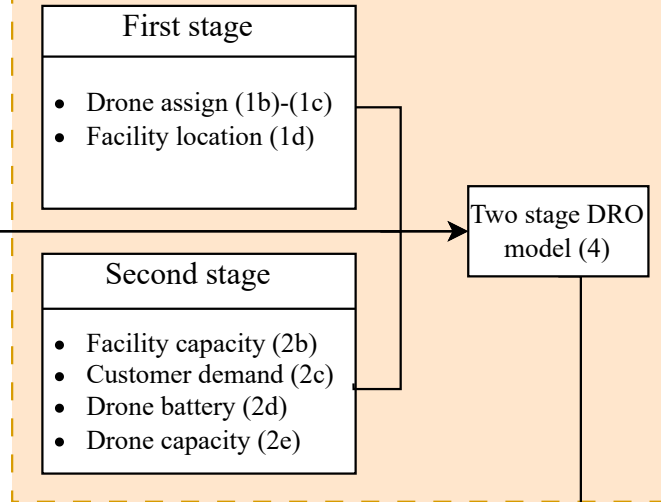 First stage
• Drone assign (1b)-(1c)
• Facility location (1d)
Two stage DRO
model (4)
Second stage
• Facility capacity (2b)
• Customer demand (2c)
• Drone battery (2d)
• Drone capacity (2e)